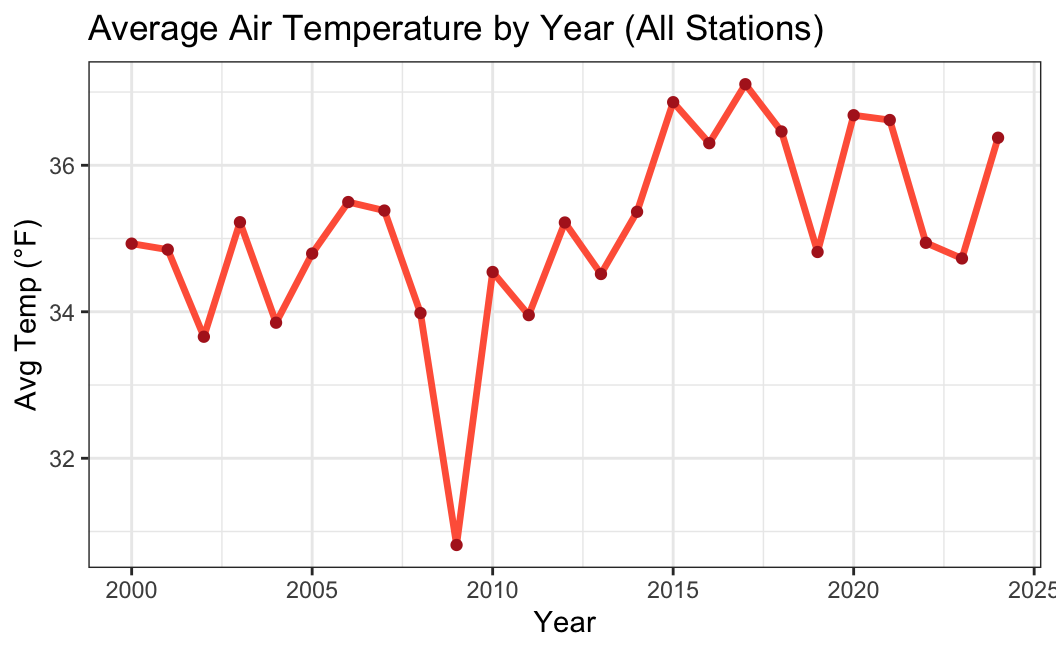 Average Air Temperature by Year (All Stations)
Avg Temp (°F)
36
34
32
2000 2005 2010 2015 2020 2025
Year